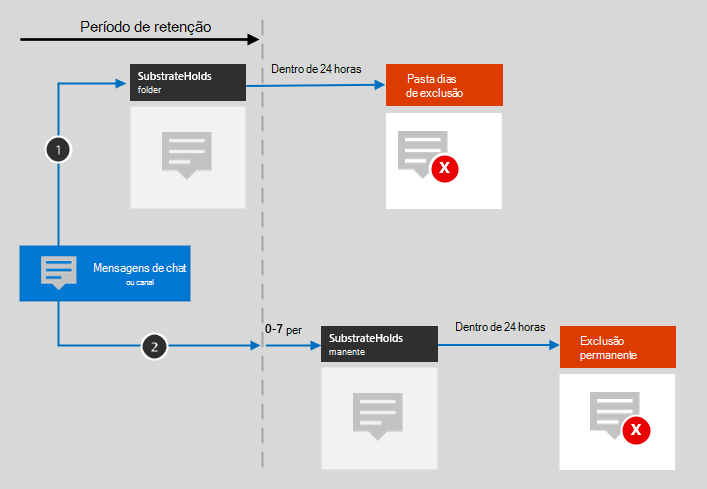 Período de retenção
SubstrateHolds
folder
Dentro de 24 horas
Pasta dias
de exclusão
X
1
Mensagens de chat
ou canal
2
0-7 per
SubstrateHolds
manente
Dentro de 24 horas
Exclusão
permanente
X